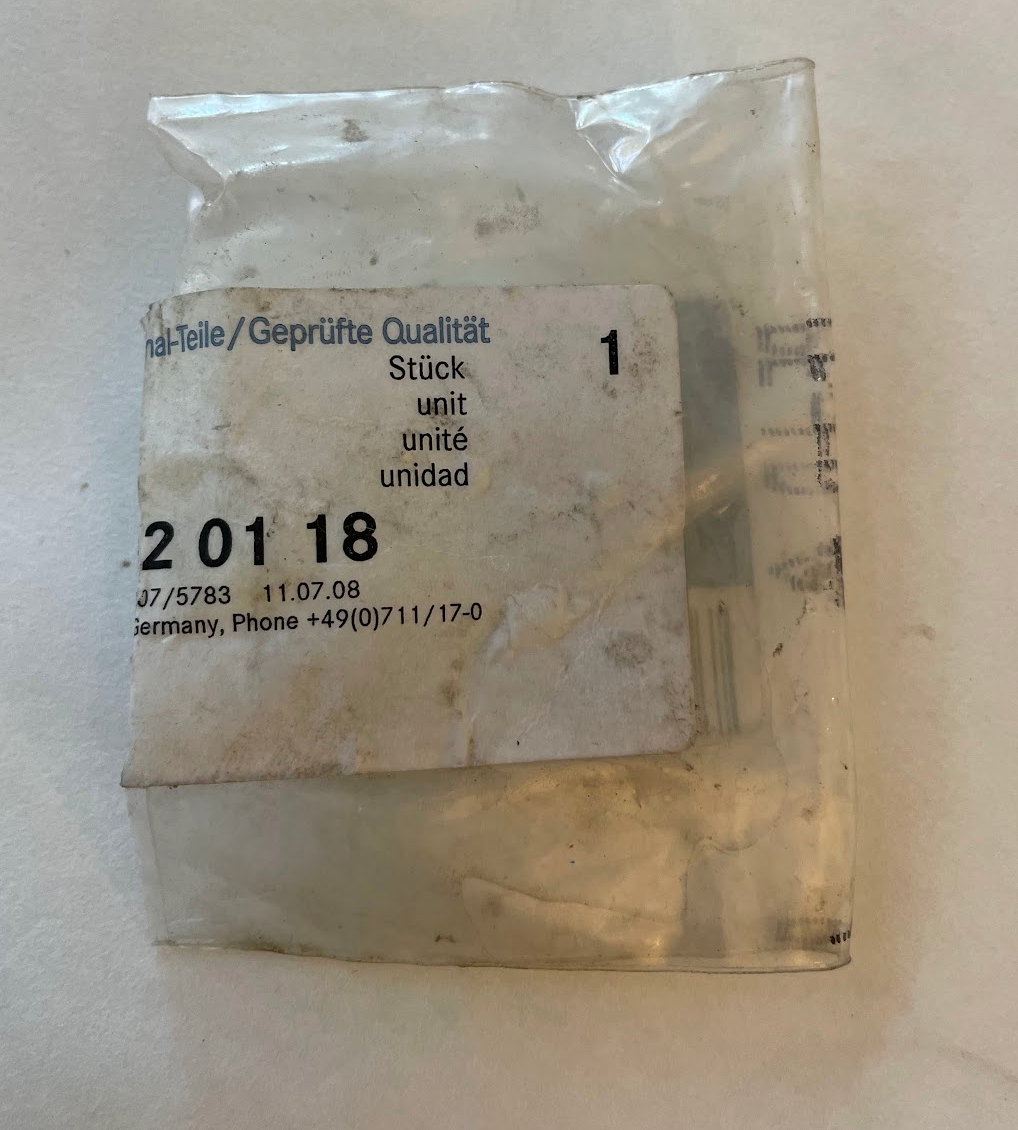 nal-Teile/Geprüfte Qualität
1
Stück
unit
unité
unidad
2 01 18
07/5783 11.07.08
Germany, Phone +49(0)711/17-0